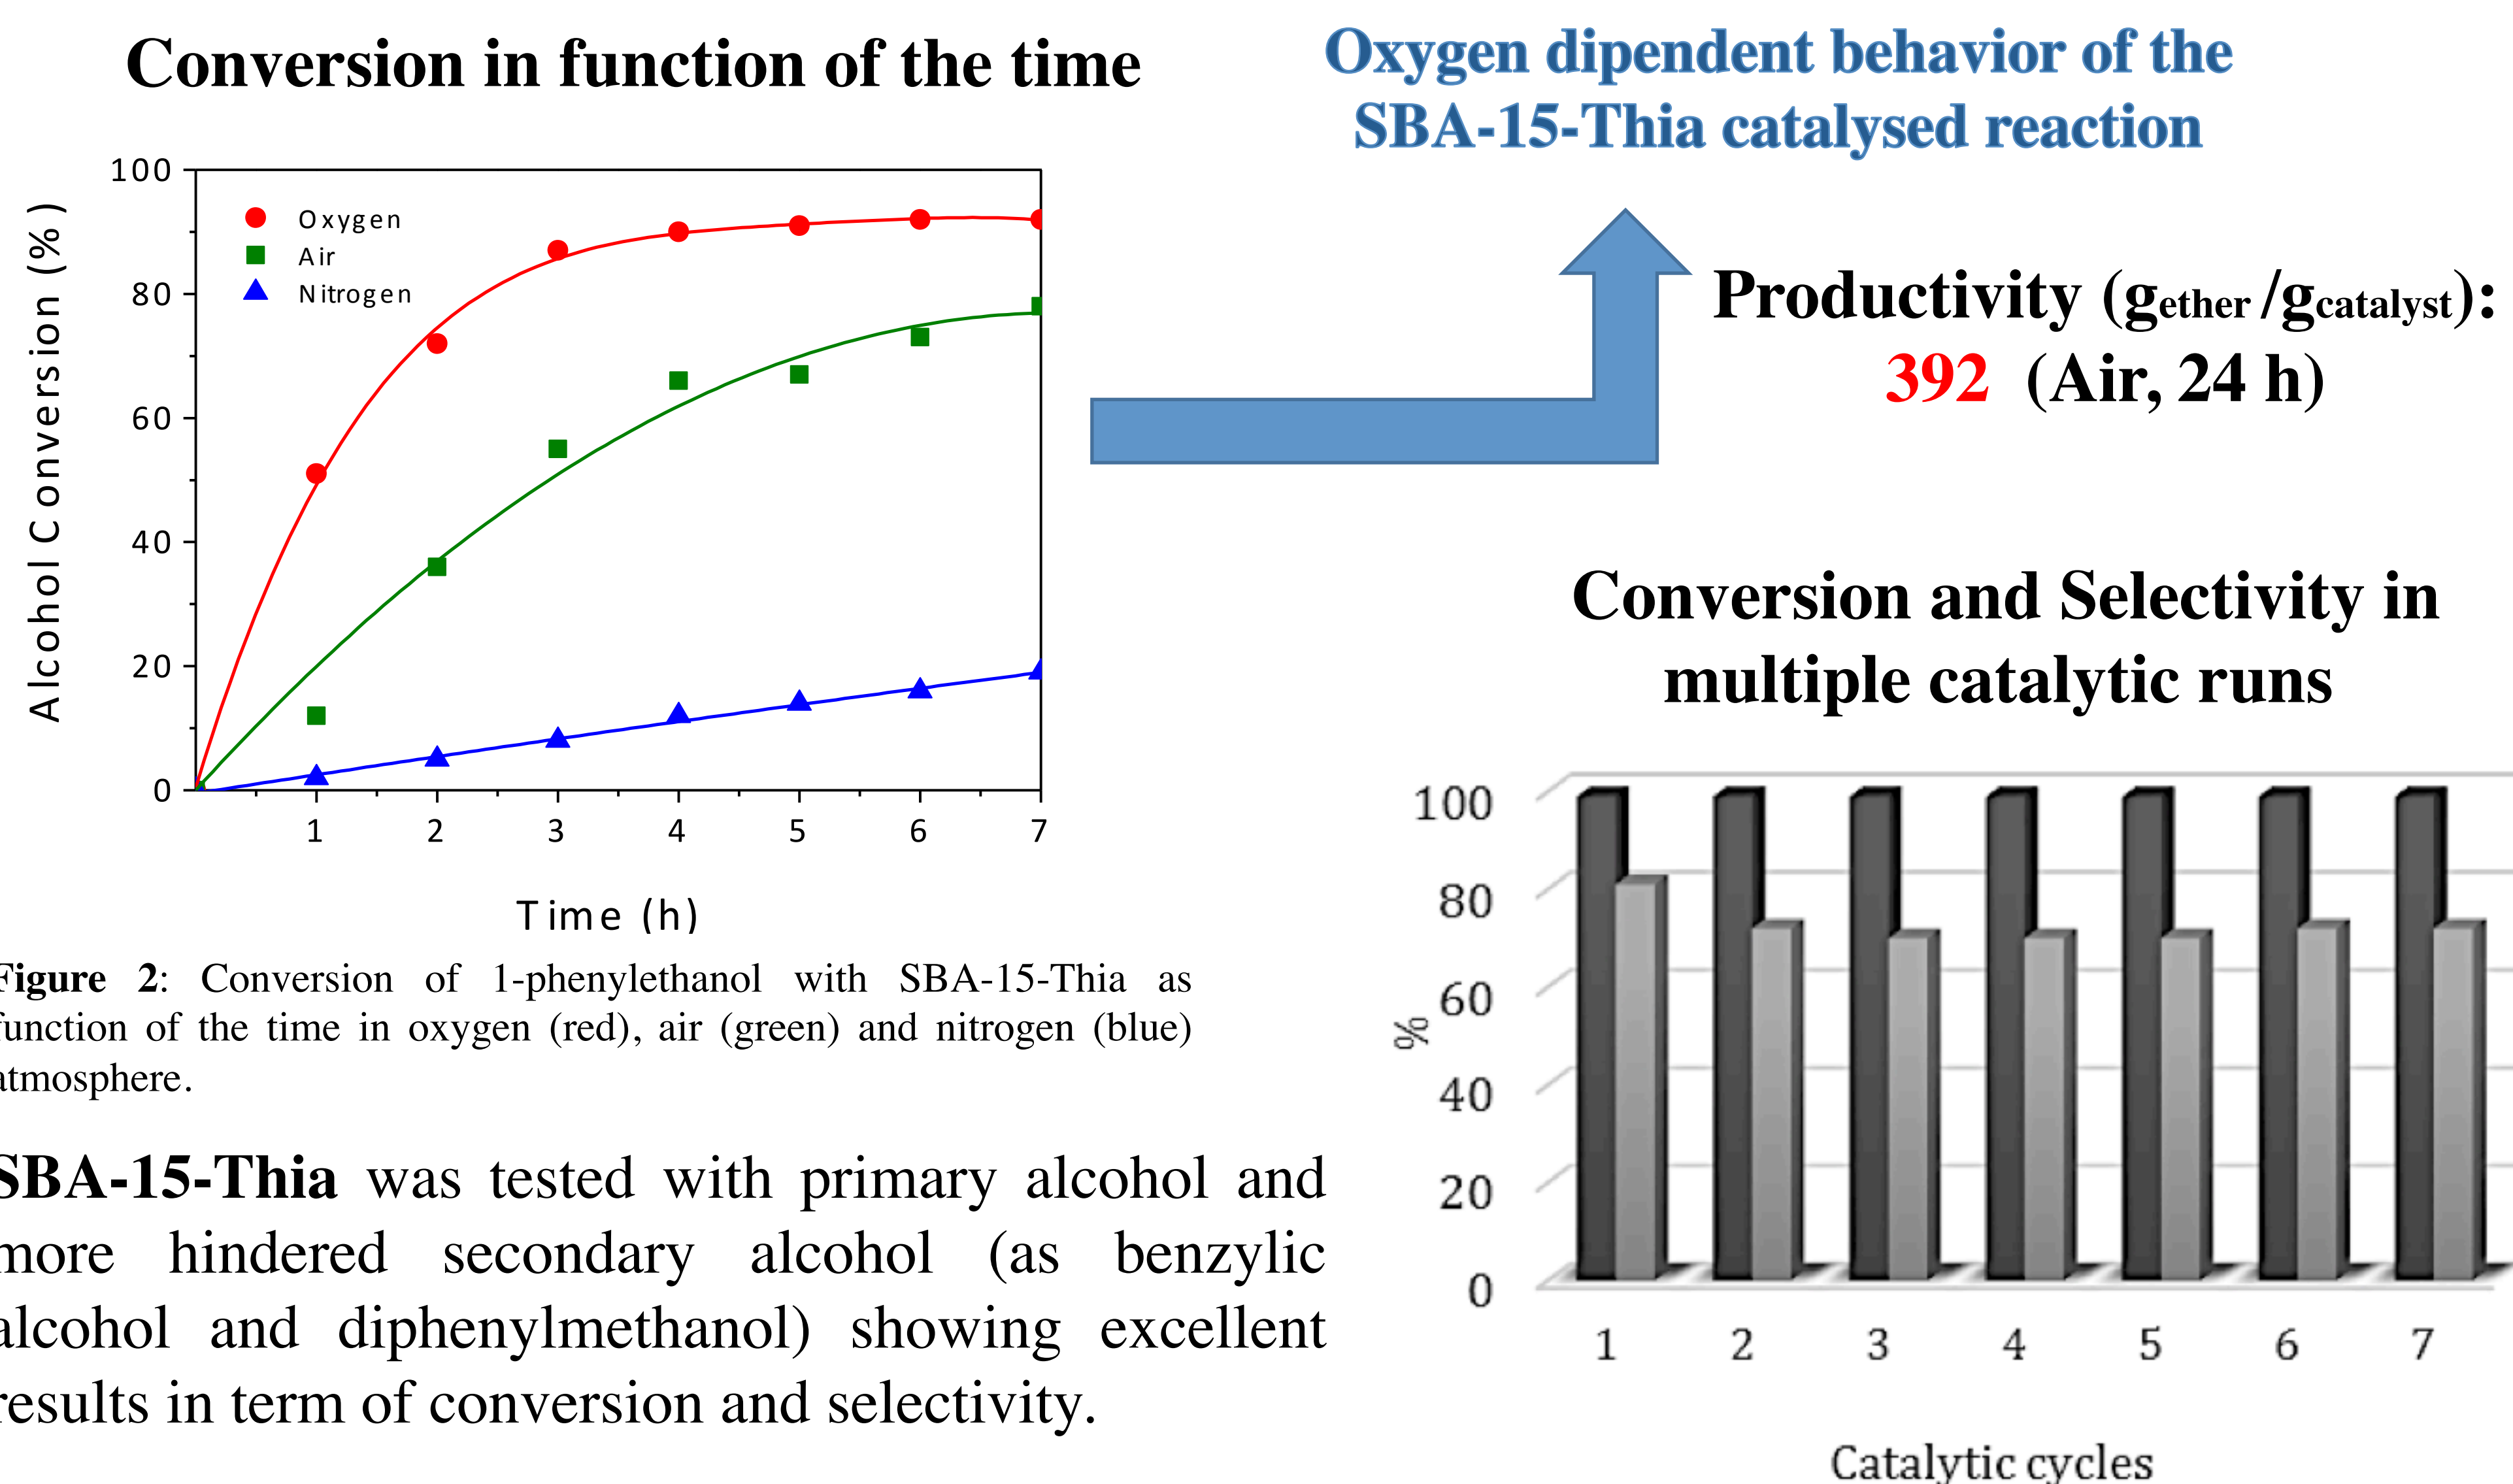 Conversion in function of the time
Oxygen dipendent behavior of the
SBA-15-Thia catalysed reaction
100
80
60
40
20
0
Alcohol Conversion (%)
Oxygen
Air
Nitrogen
1 2 3 4 5 6 7
Time (h)
Productivity (gether /gcatalyst):
392 (Air, 24 h)
Figure 2: Conversion of 1-phenylethanol with SBA-15-Thia as
function of the time in oxygen (red), air (green) and nitrogen (blue)
atmosphere.
SBA-15-Thia was tested with primary alcohol and
more hindered secondary alcohol (as benzylic
alcohol and diphenylmethanol) showing excellent
results in term of conversion and selectivity.
Conversion and Selectivity in
multiple catalytic runs
100
80
60
40
20
0
%
1 2 3 4 5 6 7
Catalytic cycles